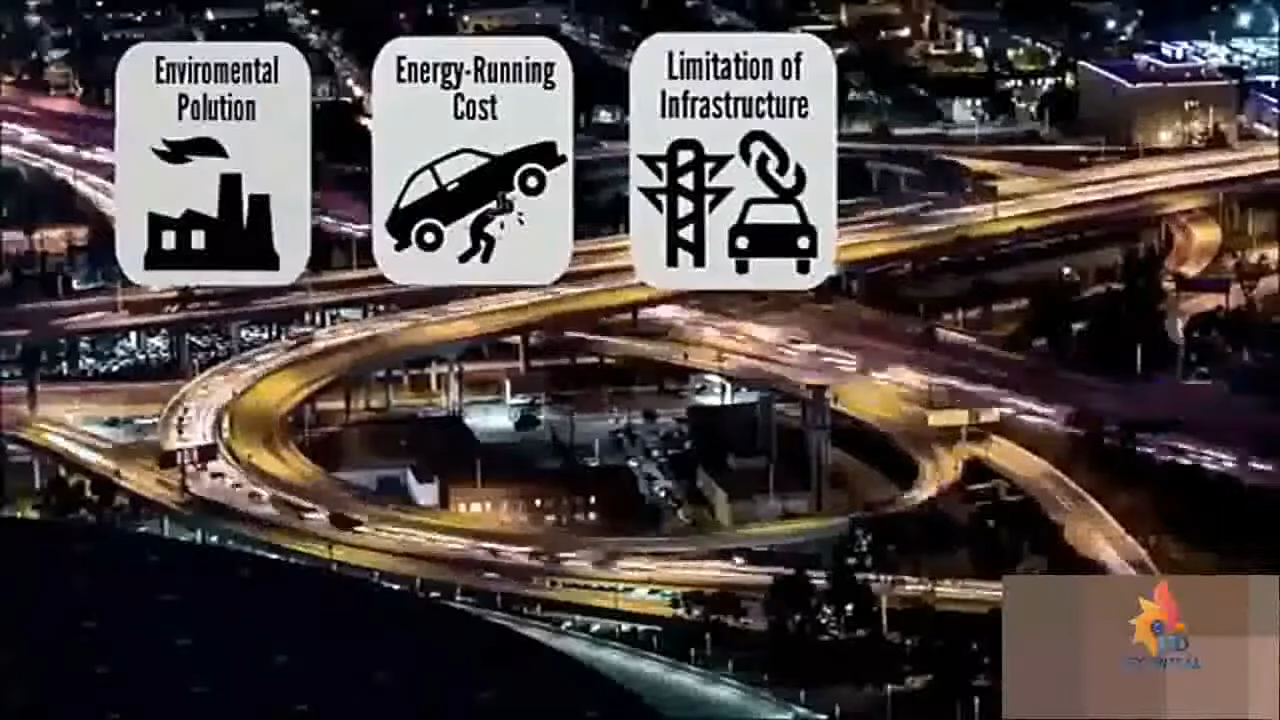 Enviromental
Polution
Energy-Running
Cost
Limitation of
Infrastructure